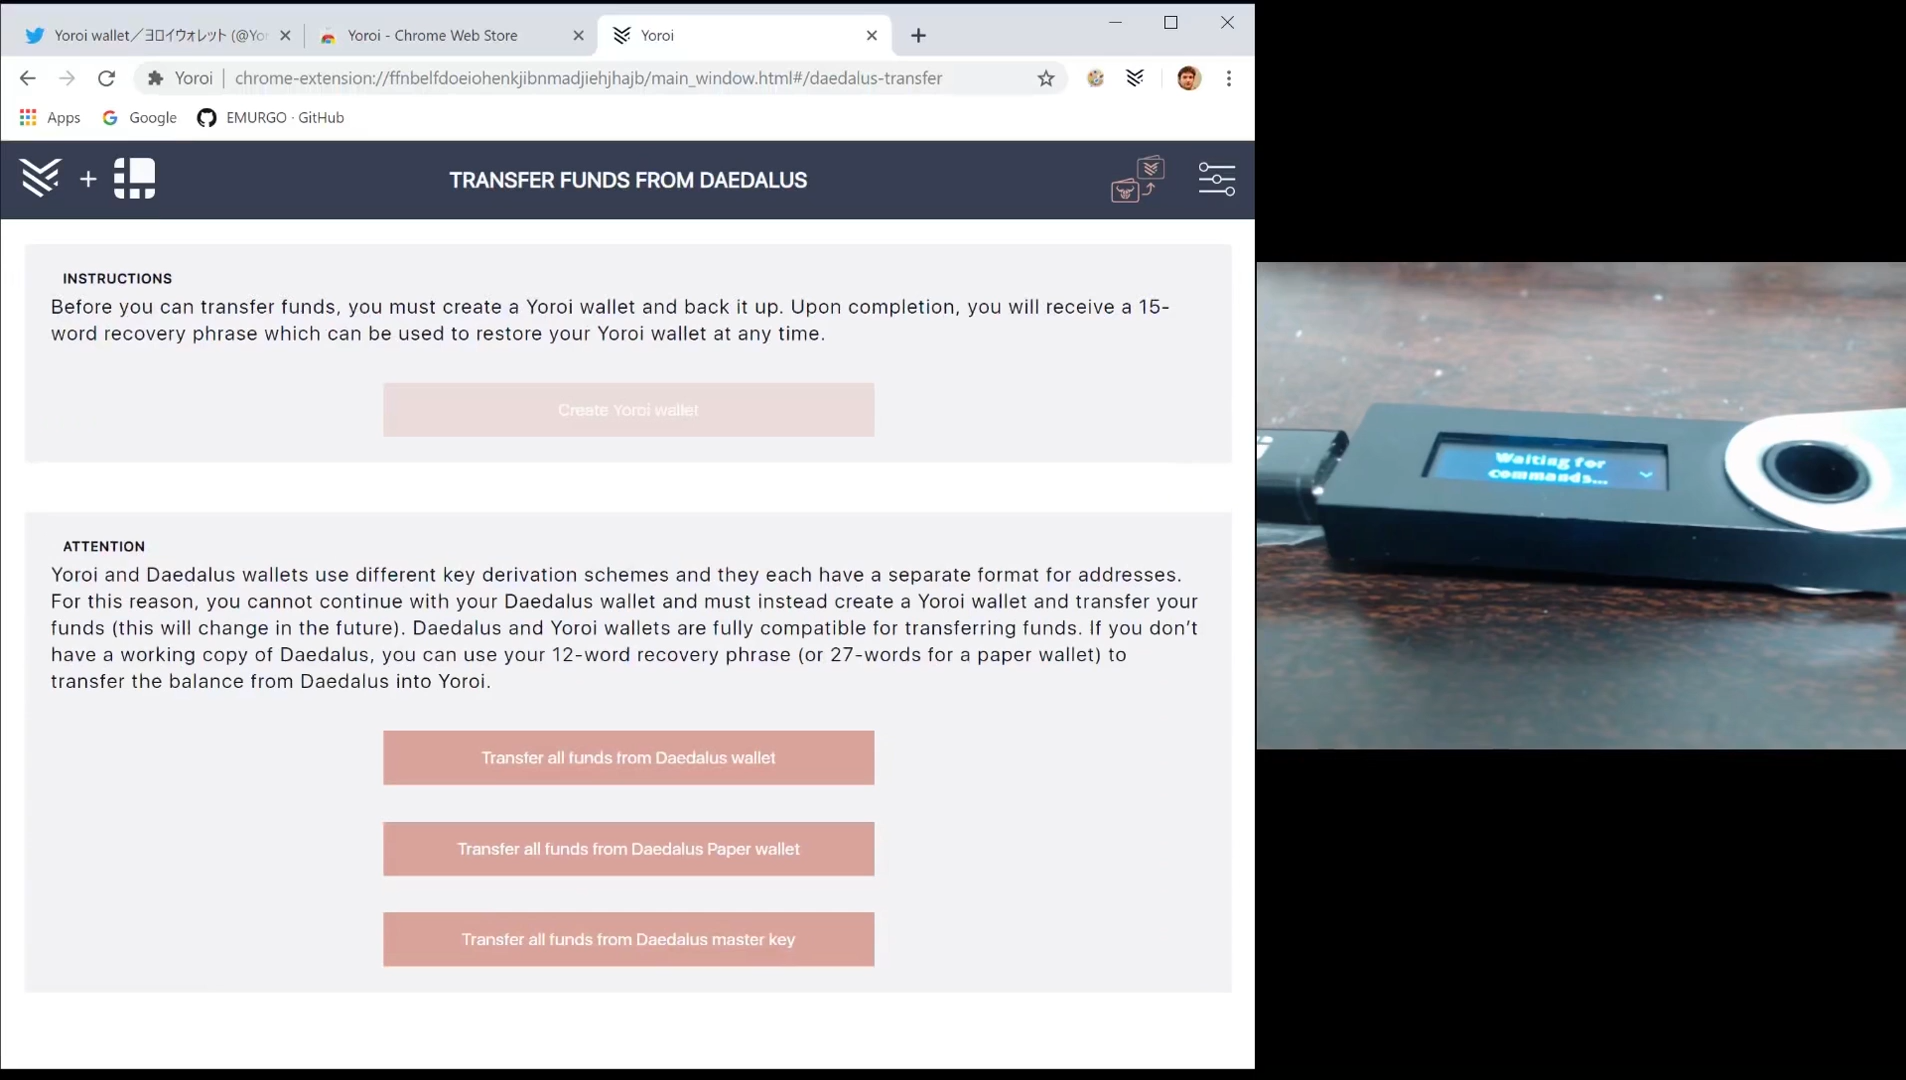 Yoroi wallet／ヨロイウォレット (@Yo
Yoroi - Chrome Web Store
Yoroi
Yoroi
chrome-extension://ffnbelfdoeiohenkjibnmadjiehjhajb/main_window.html#/daedalus-transfer
Apps
Google
EMURGO · GitHub
TRANSFER FUNDS FROM DAEDALUS
INSTRUCTIONS
Before you can transfer funds, you must create a Yoroi wallet and back it up. Upon completion, you will receive a 15-
word recovery phrase which can be used to restore your Yoroi wallet at any time.
Create Yoroi wallet
ATTENTION
Yoroi and Daedalus wallets use different key derivation schemes and they each have a separate format for addresses.
For this reason, you cannot continue with your Daedalus wallet and must instead create a Yoroi wallet and transfer your
funds (this will change in the future). Daedalus and Yoroi wallets are fully compatible for transferring funds. If you don’t
have a working copy of Daedalus, you can use your 12-word recovery phrase (or 27-words for a paper wallet) to
transfer the balance from Daedalus into Yoroi.
Transfer all funds from Daedalus wallet
Transfer all funds from Daedalus Paper wallet
Transfer all funds from Daedalus master key
Waiting for
commands...